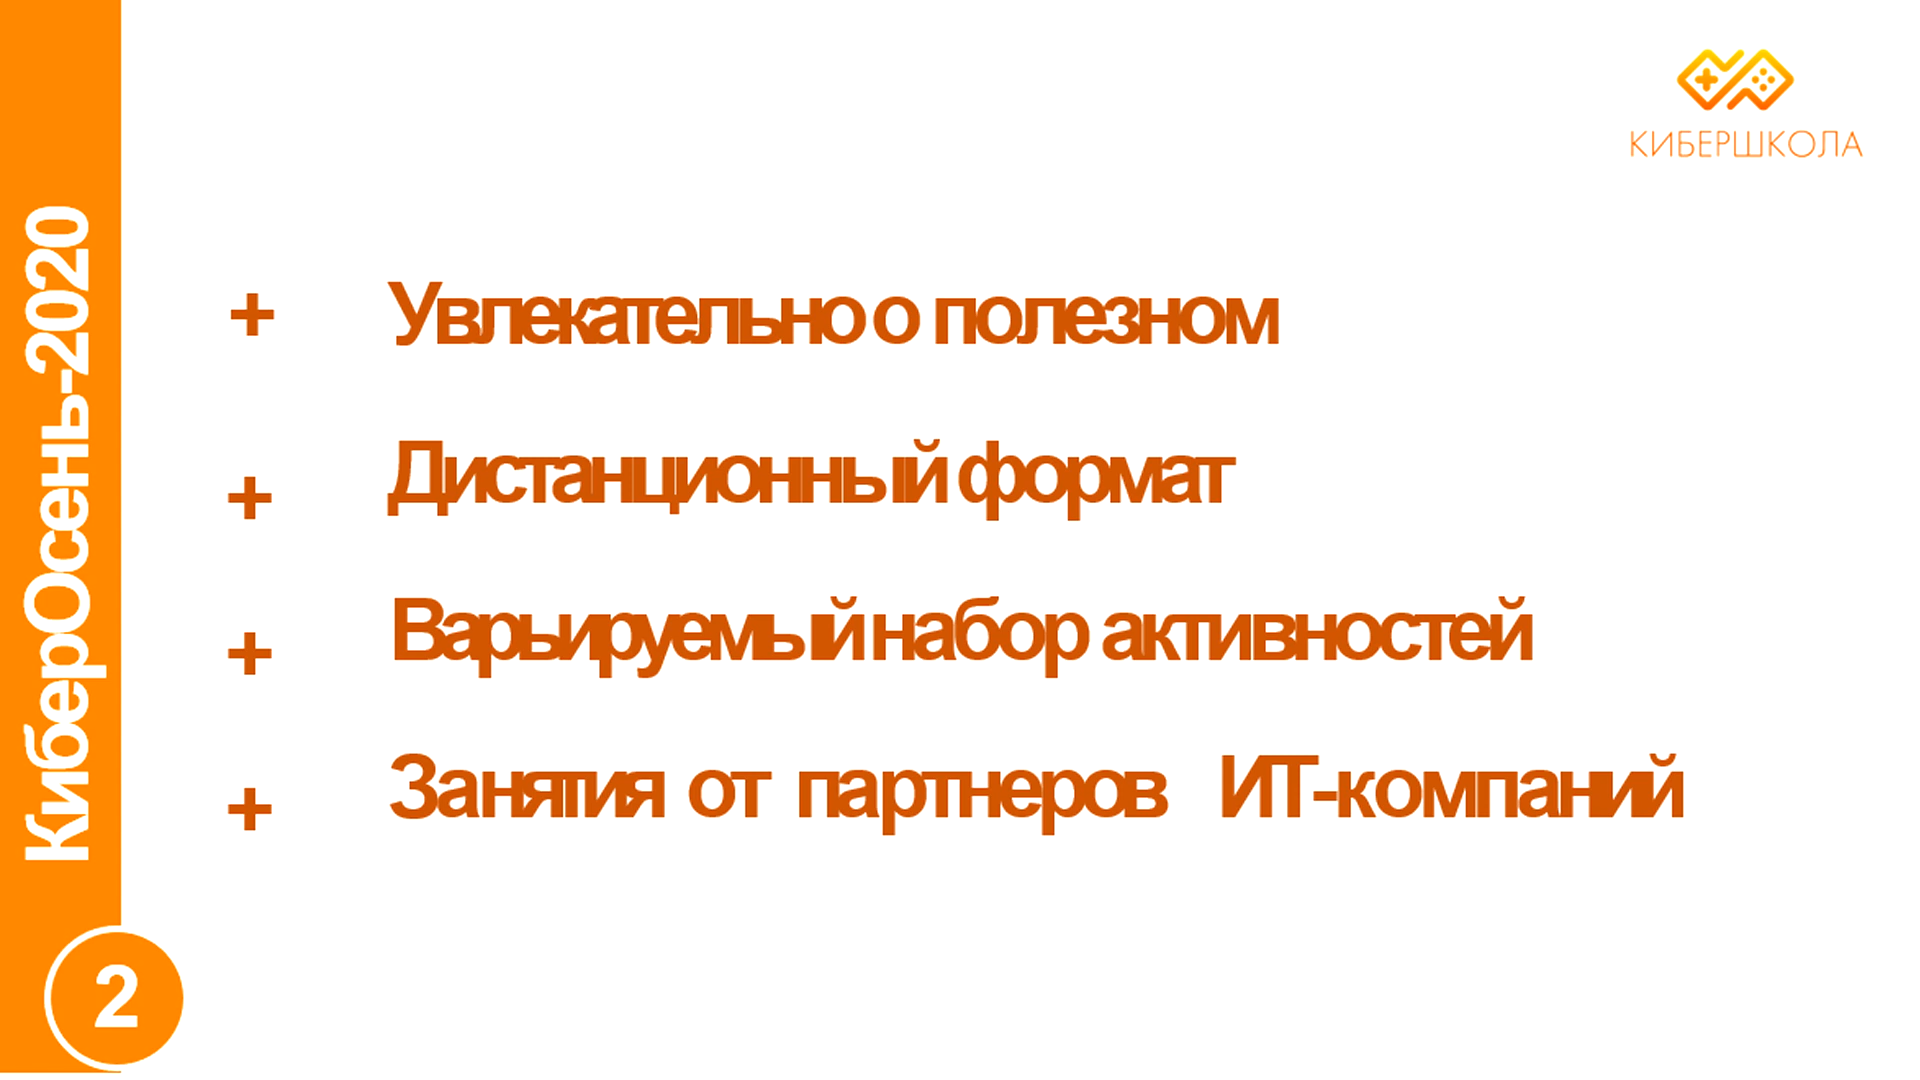 КИБЕРШКОЛА
КиберОсень-2020
+ Увлекательно о полезном
+ Дистанционный формат
+ Варьируемый набор активностей
+ Занятия от партнеров ИТ-компаний
2